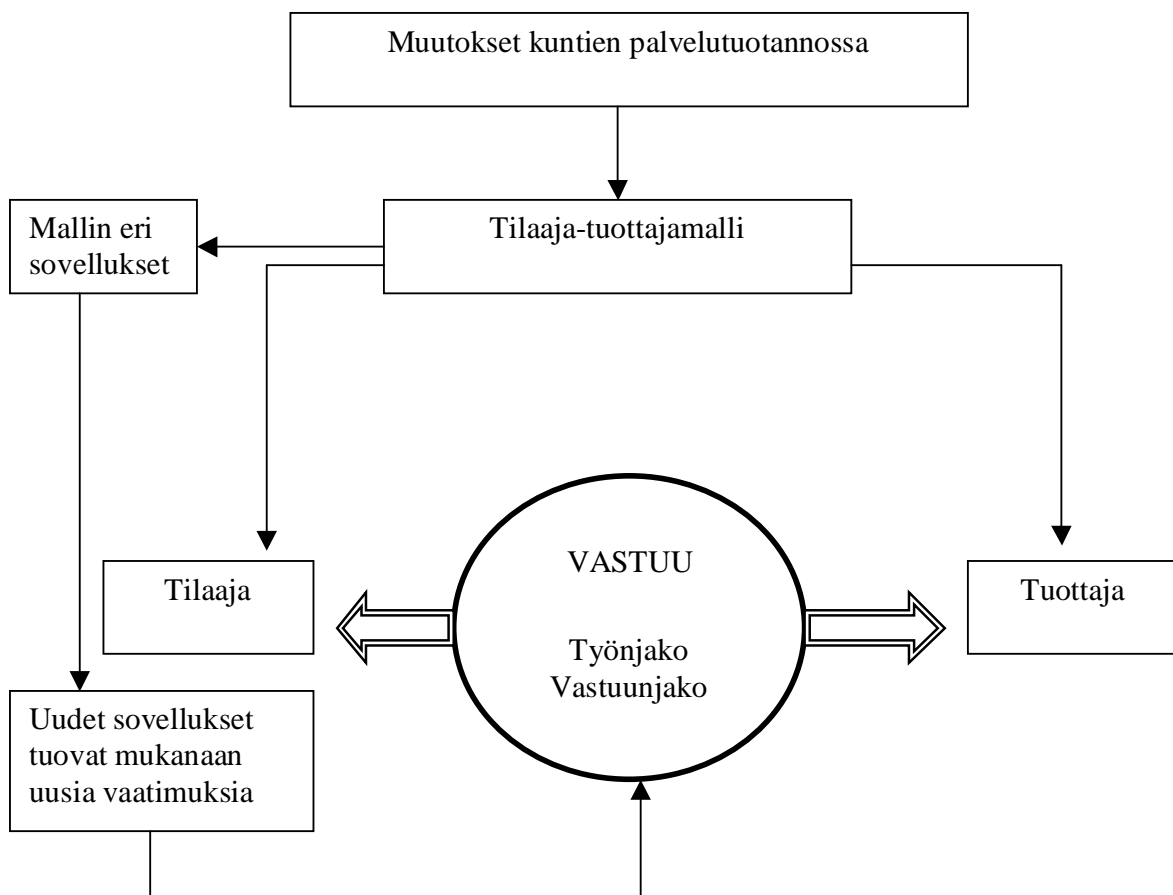 Muutokset kuntien palvelutuotannossa
Mallin eri
sovellukset
Tilaaja-tuottajamalli
Tilaaja
VASTUU
Työnjako
Vastuunjako
Tuottaja
Uudet sovellukset
tuovat mukanaan
uusia vaatimuksia